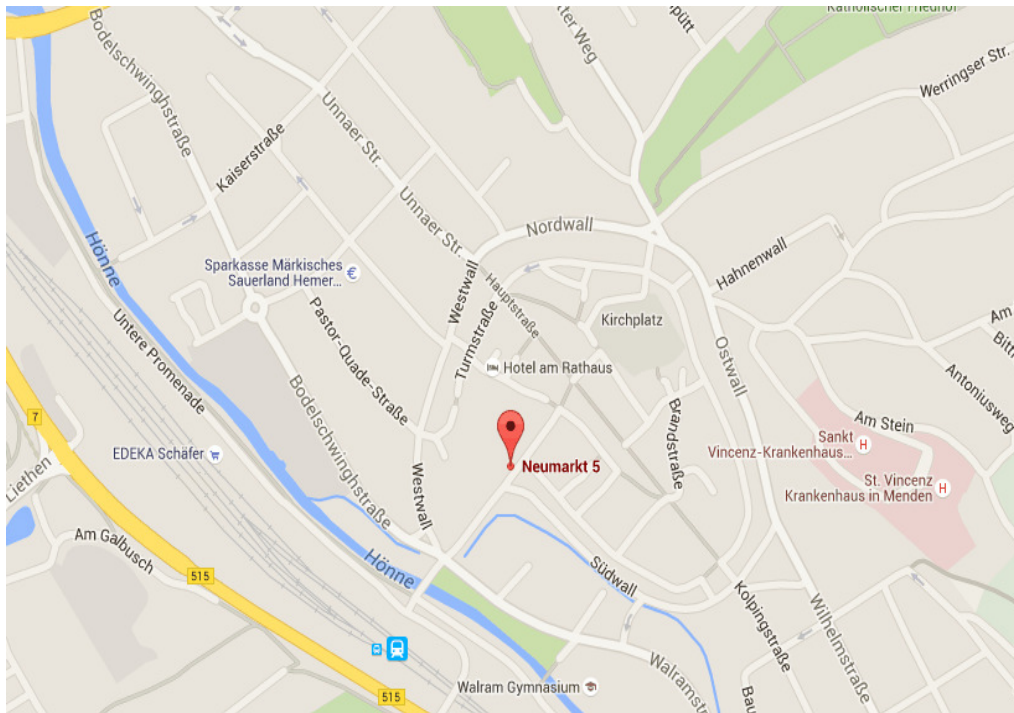 Katholischer Friedhof
Bodelschwinghstraße
Unnaer Str.
Werringser Str.
Kaiserstraße
Unnaer Str.
Nordwall
Hönne
Sparkasse Märkisches
Sauerland Hemer...
Hahnenwall
Westwall
Hauptstraße
Kirchplatz
Turmstraße
Pastor-Quade-Straße
Untere Promenade
Ostwall
Am
Hotel am Rathaus
Antoniusweg
Bodelschwinghstraße
Brandstraße
Am Stein
7
Sankt
Vincenz-Krankenhaus...
H
EDEKA Schäfer
Neumarkt 5
St. Vincenz
Krankenhaus in Menden
H
Liethen
Westwall
Am Galbusch
Hönne
515
Südwall
Kolpingstraße
Wilhelmstraße
Walram Gymnasium
515